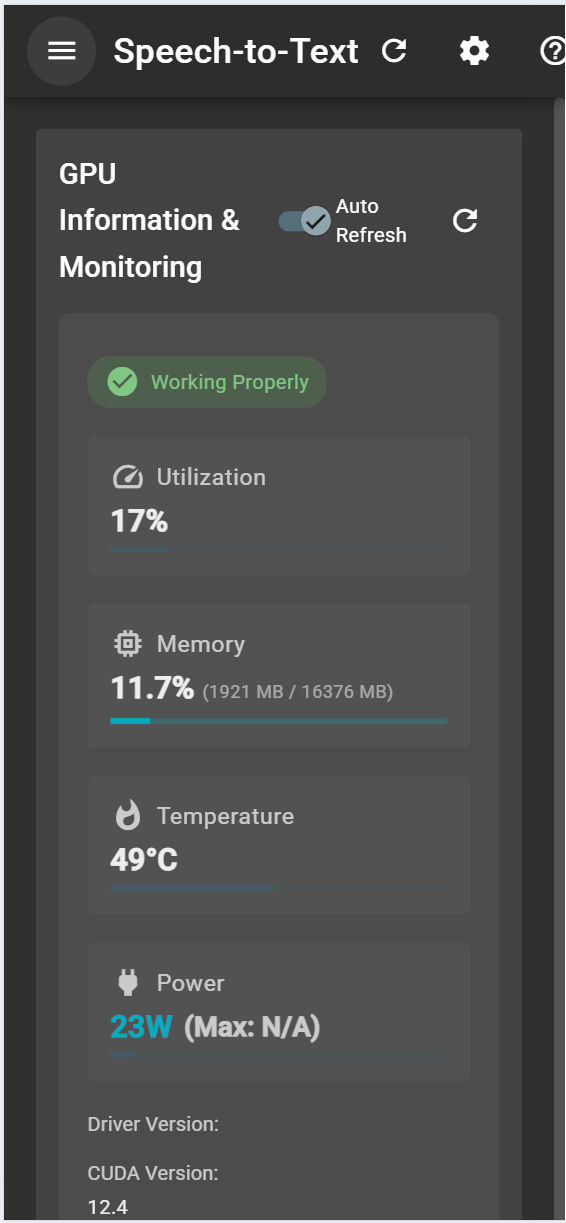 Speech-to-Text
GPU
Information &
Monitoring
Auto
Refresh
Working Properly
Utilization
17%
Memory
11.7% (1921 MB / 16376 MB)
Temperature
49°C
Power
23W (Max: N/A)
Driver Version:
CUDA Version:
12.4